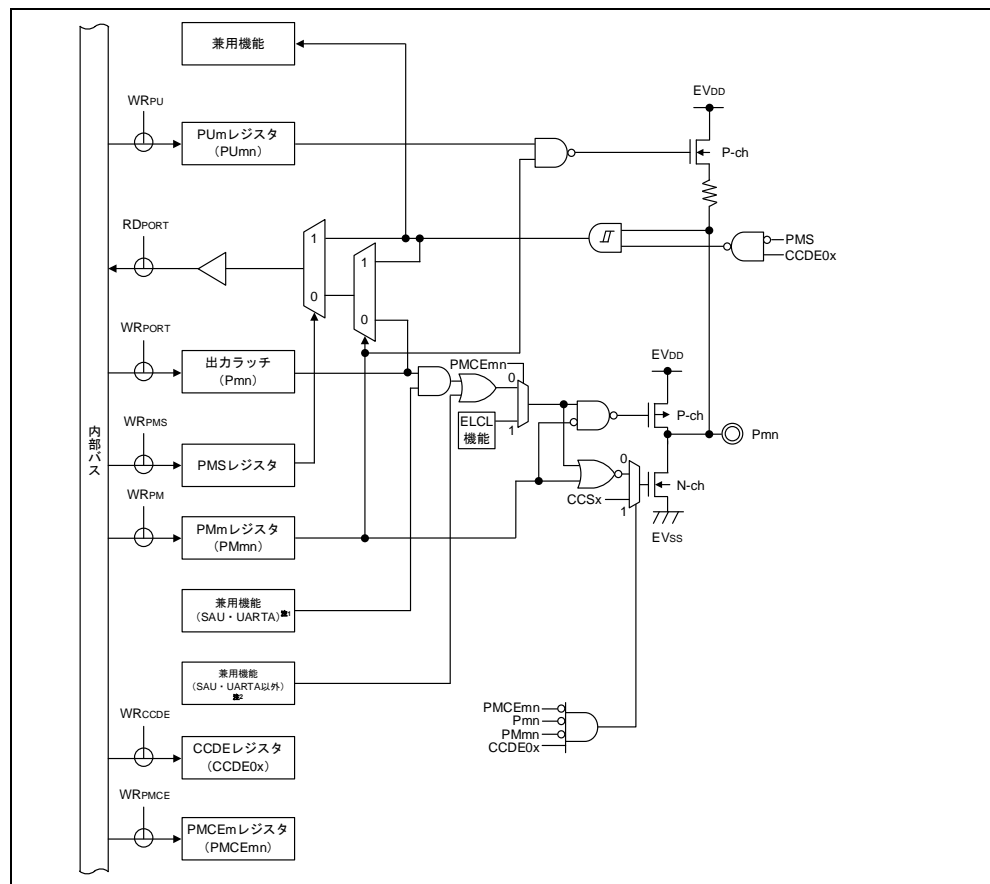 兼用機能
WRPU
PUmレジスタ
(PUmn)
EVDD
P-ch
RDPORT
1
0
1
0
PMS
CCDE0x
WRPORT
出力ラッチ
(Pmn)
PMCEmn
0
1
ELCL
機能
EVDD
P-ch
Pmn
内部バス
WRPMS
PMSレジスタ
WRPM
PMmレジスタ
(PMmn)
0
CCSx
1
N-ch
EVSS
兼用機能
(SAU・UARTA)注1
兼用機能
(SAU・UARTA以外)
注2
PMCEmn
Pmn
PMmn
CCDE0x
WRCCDE
CCDEレジスタ
(CCDE0x)
WRPMCE
PMCEmレジスタ
(PMCEmn)